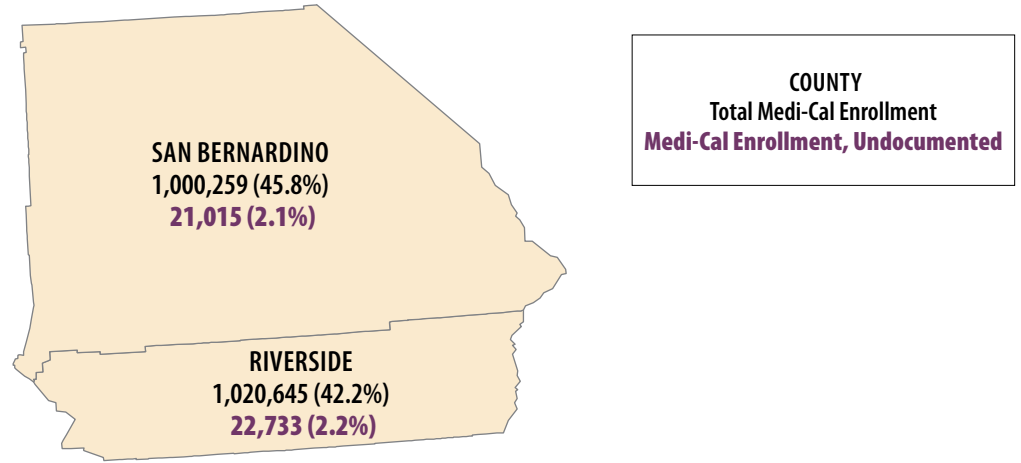 COUNTY
Total Medi-Cal Enrollment
Medi-Cal Enrollment, Undocumented
SAN BERNARDINO
1,000,259 (45.8%)
21,015 (2.1%)
RIVERSIDE
1,020,645 (42.2%)
22,733 (2.2%)